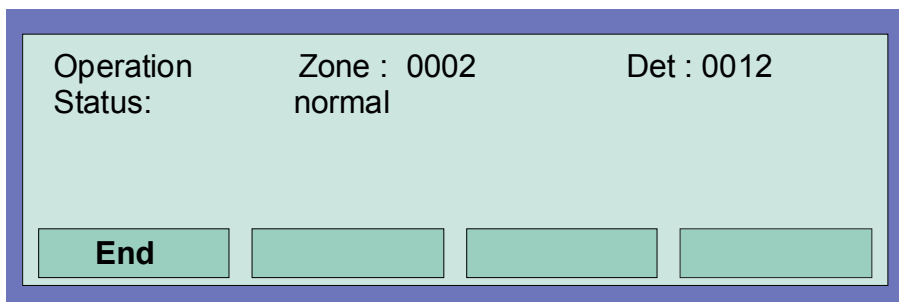 Operation Zone : 0002 Det : 0012
Status: normal
End